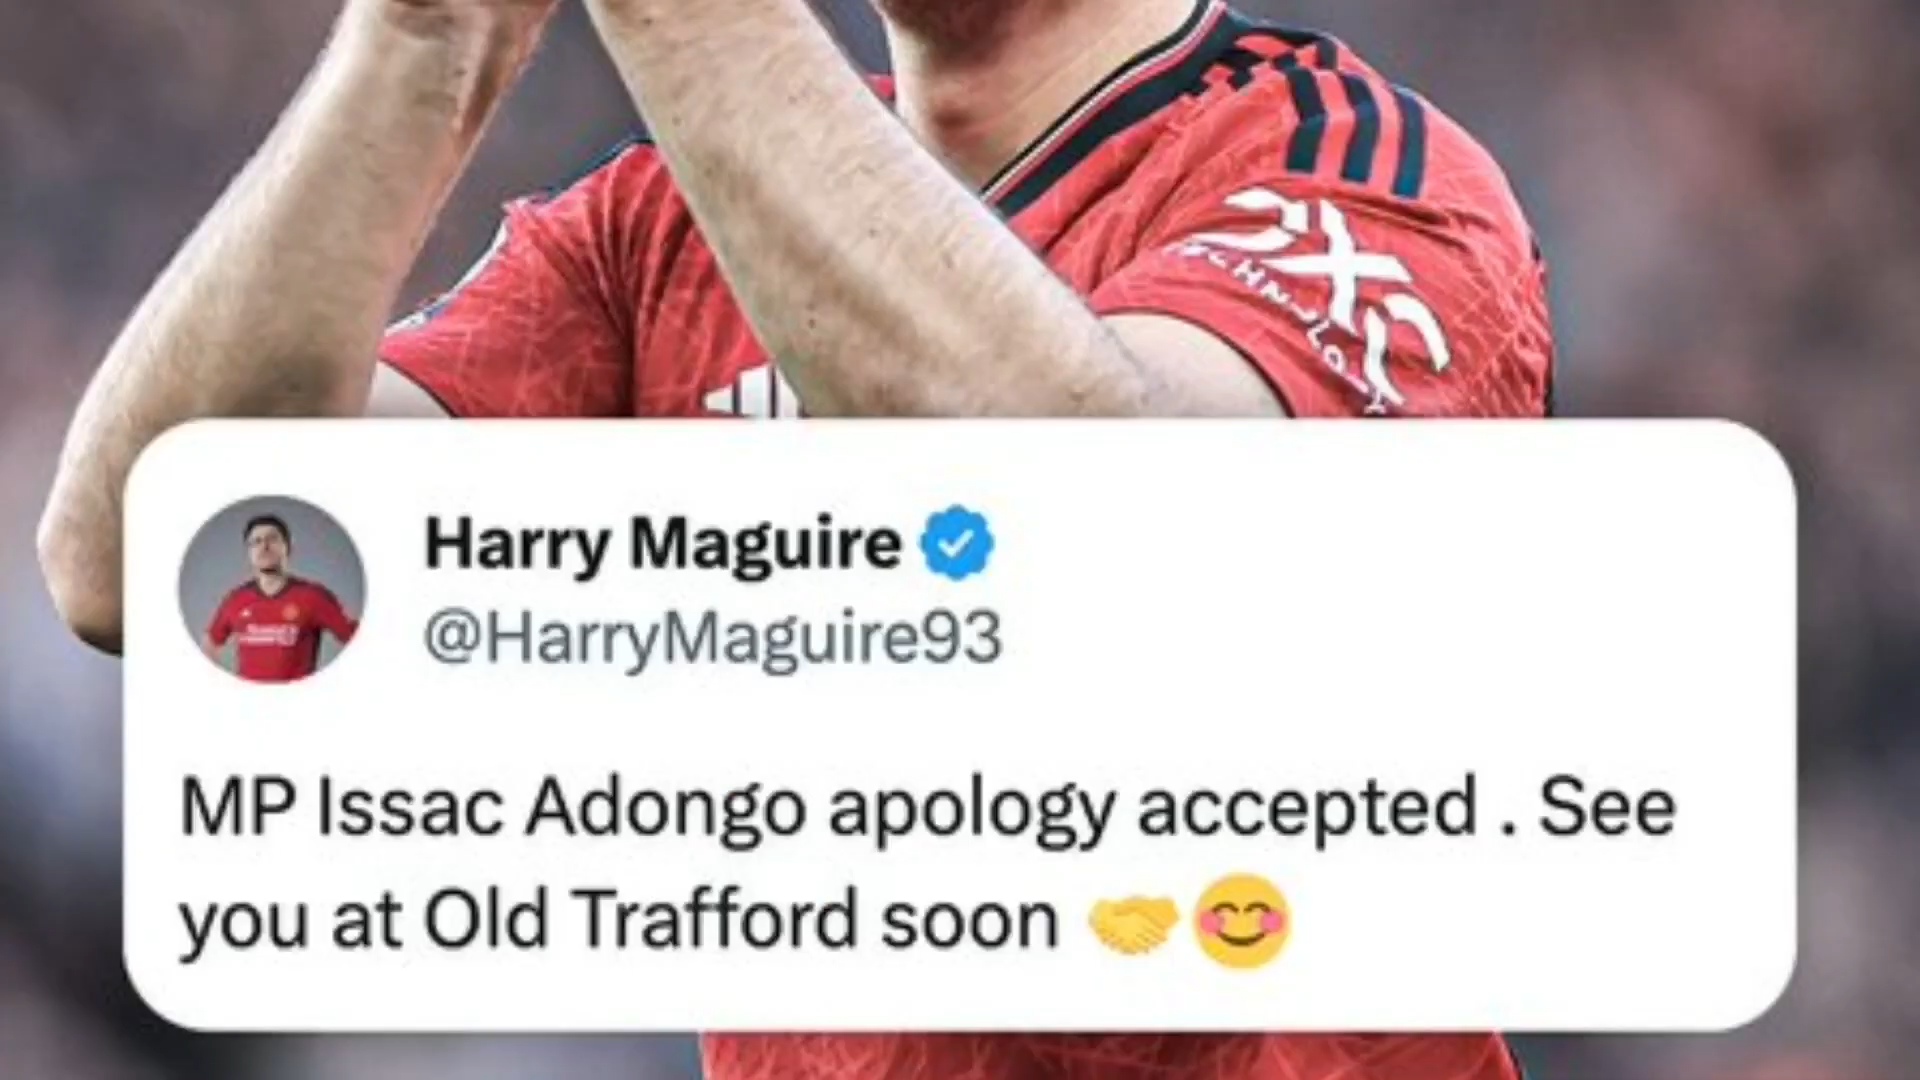 Harry Maguire
@HarryMaguire93
MP Issac Adongo apology accepted . See
you at Old Trafford soon 🤝😊